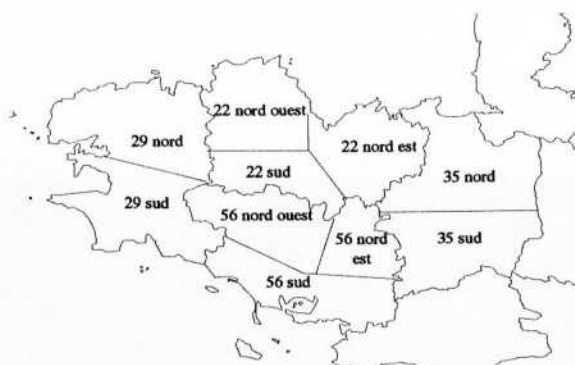 22 nord ouest
29 nord
22 nord est
22 sud
35 nord
29 sud
56 nord ouest
56 nord
est
35 sud
56 sud